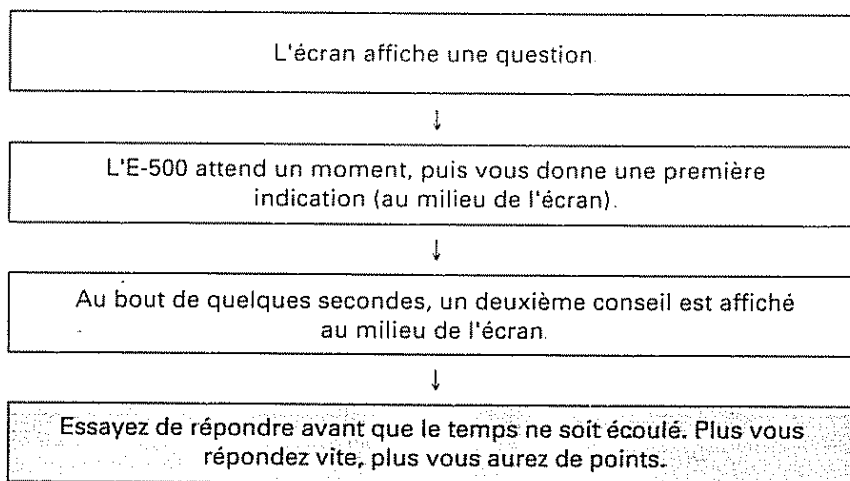 L'écran affiche une question.
↓
L'E-500 attend un moment, puis vous donne une première
indication (au milieu de l'écran).
↓
Au bout de quelques secondes, un deuxième conseil est affiché
au milieu de l'écran.
↓
Essayez de répondre avant que le temps ne soit écoulé. Plus vous
répondez vite, plus vous aurez de points.